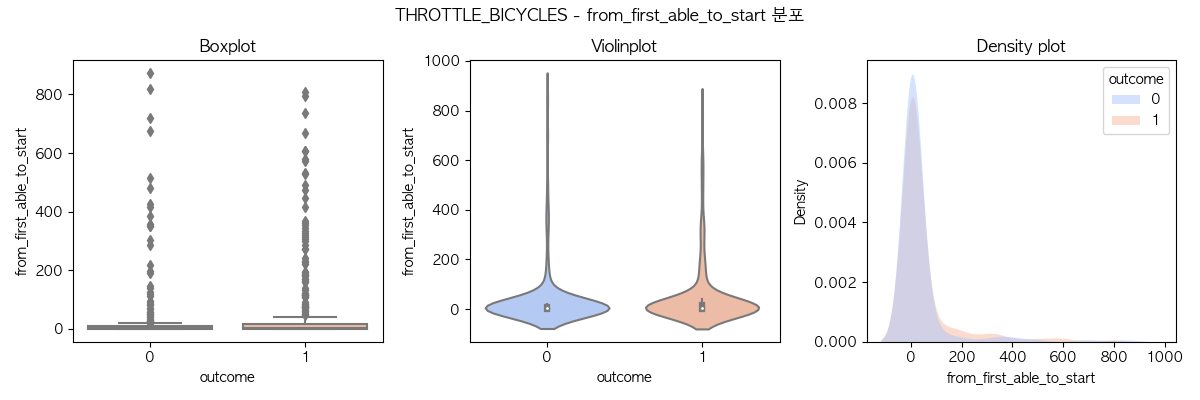 THROTTLE_BICYCLES - from_first_able_to_start 분포
Boxplot
from_first_able_to_start
800
600
400
200
0
0
1
outcome
Violinplot
from_first_able_to_start
1000
800
600
400
200
0
0
1
outcome
Density plot
Density
0.008
0.006
0.004
0.002
0.000
outcome
0
1
0
200
400
600
800
1000
from_first_able_to_start